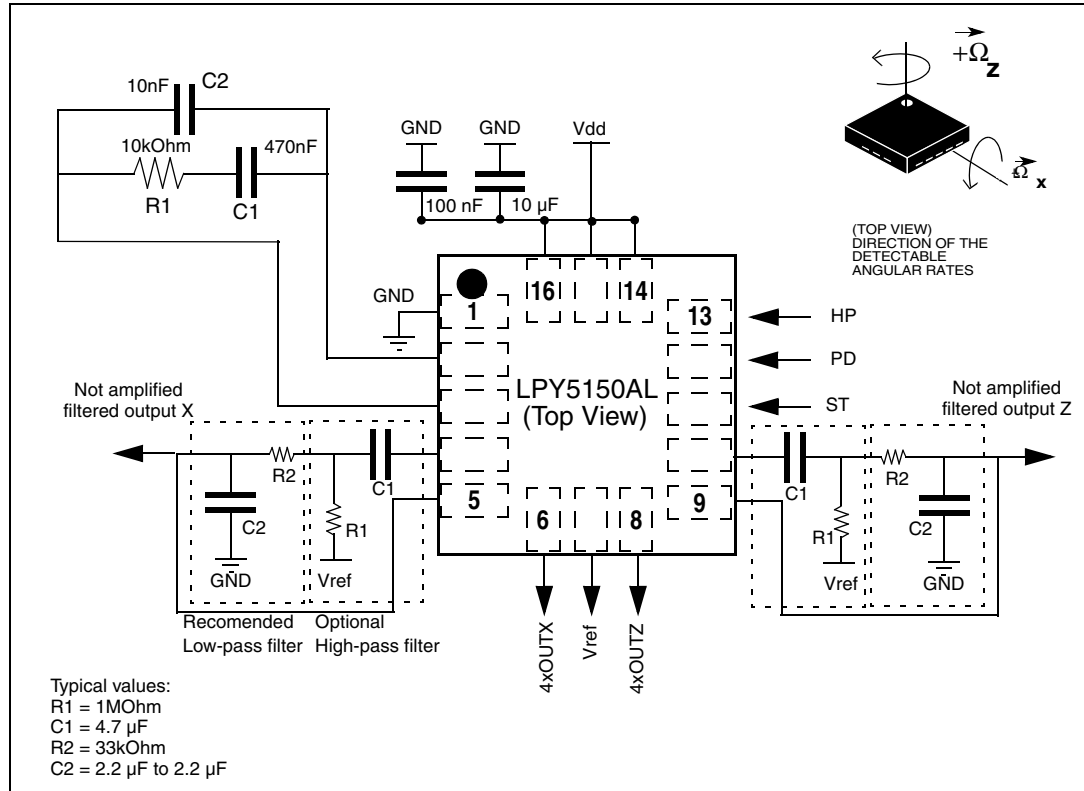 C2
10nF
10kOhm
470nF
R1
C1
GND
GND
Vdd
100 nF
10 µF
+Ω Z
Ω x
(TOP VIEW)
DIRECTION OF THE
DETECTABLE
ANGULAR RATES
GND
1
16
14
13
HP
PD
ST
LPY5150AL
(Top View)
Not amplified
filtered output X
Not amplified
filtered output Z
R2
C1
C2
R1
GND
Vref
5
6
8
9
C1
R2
R1
C2
Vref
GND
Recomended
Low-pass filter
Optional
High-pass filter
4xOUTX
Vref
4xOUTZ
Typical values:
R1 = 1MOhm
C1 = 4.7 µF
R2 = 33kOhm
C2 = 2.2 µF to 2.2 µF